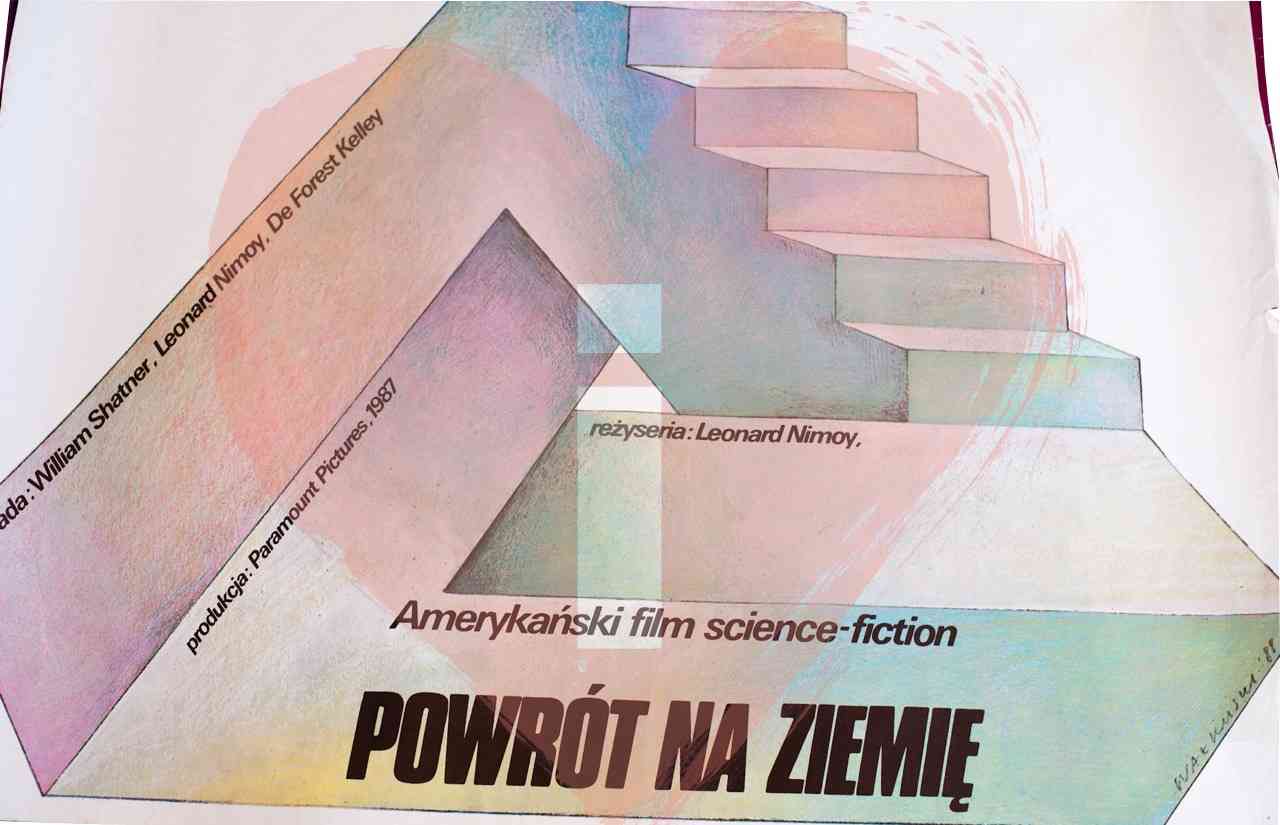 ada: William Shatner, Leonard Nimoy, De Forest Kelley
produkcja: Paramount Pictures, 1987
reżyseria: Leonard Nimoy,
Amerykański film science-fiction
POWRÓT NA ZIEMIĘ